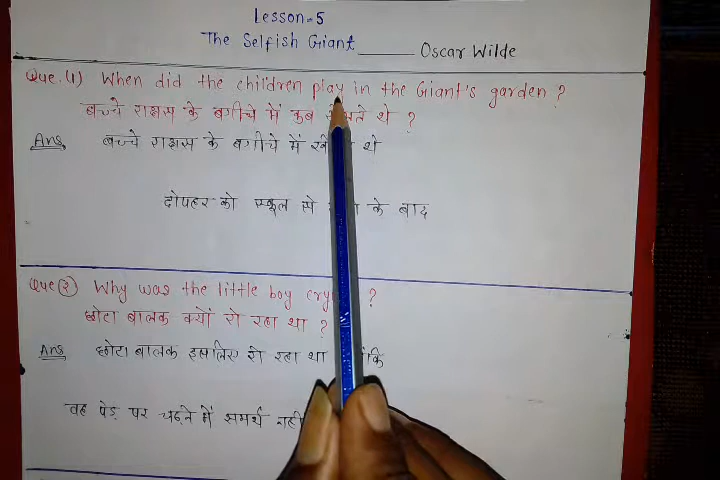 Lesson-5
The Selfish Giant ______ Oscar Wilde
Que.(1) When did the children play in the Giant's garden ?
बच्चे राक्षस के बगीचे में कब थे ?
Ans बच्चे राक्षस के बगीचे में थे
दोपहर को स्कूल से के बाद
Que(2) Why was the little boy ?
छोटा बालक क्यों रो रहा था ?
Ans छोटा बालक इसलिए रो रहा था
वह पेड़ पर चढ़ने में समर्थ